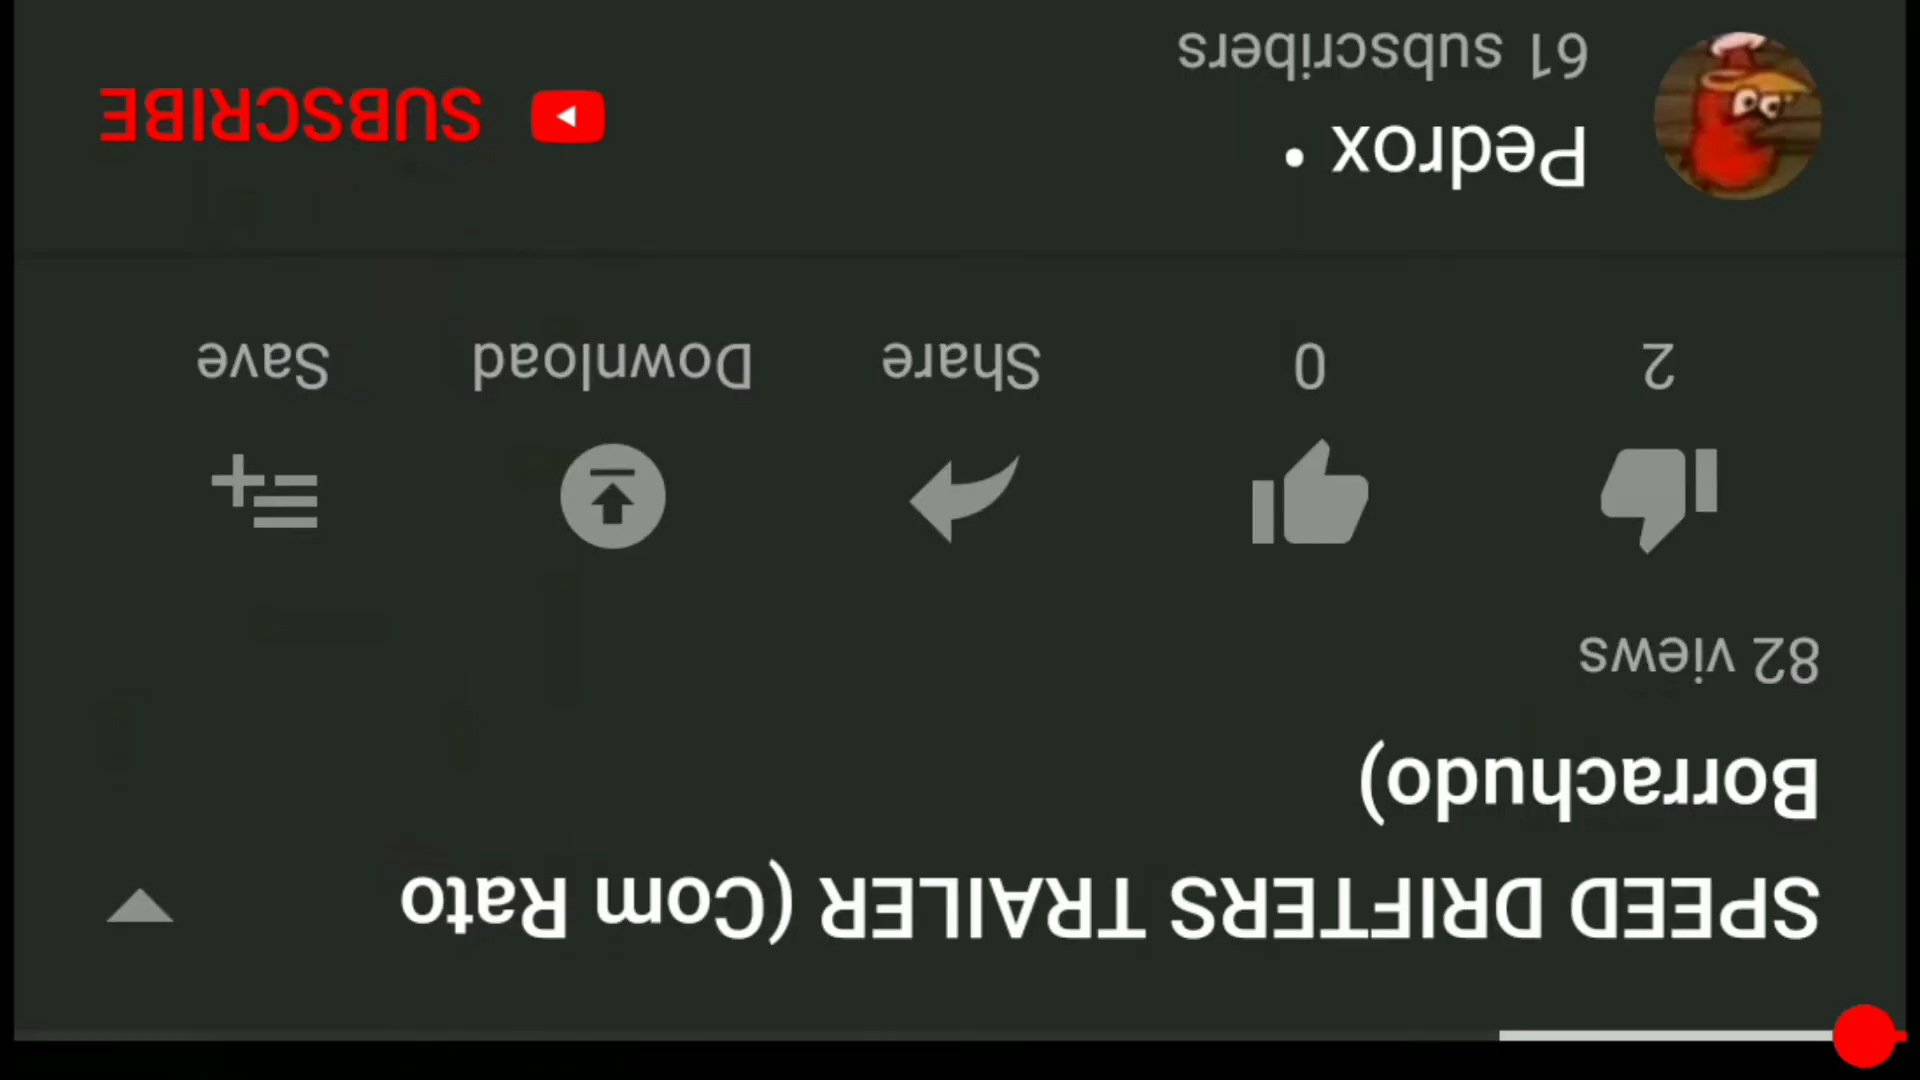 SPEED DRIFTERS TRAILER (Com Rato
Borrachudo)
82 views
2
0
Share
Download
Save
Pedrox •
61 subscribers
SUBSCRIBE